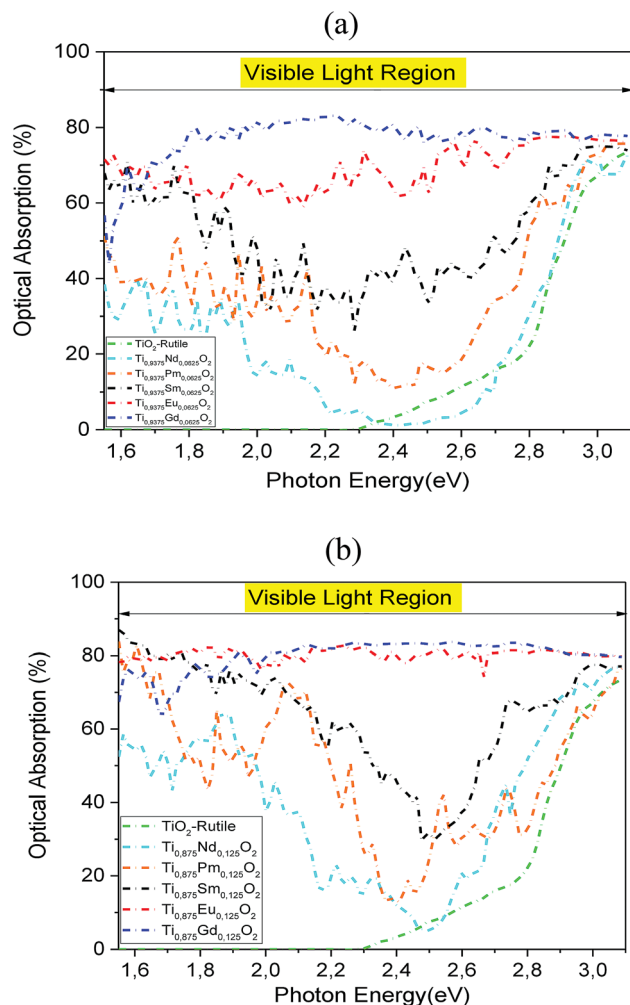 (a)
100
Visible Light Region
80
60
40
20
0
Optical Absorption (%)
TiO2-Rutile
Ti0,9375Nd0,0625O2
Ti0,9375Pm0,0625O2
Ti0,9375Sm0,0625O2
Ti0,9375Eu0,0625O2
Ti0,9375Gd0,0625O2
1,6 1,8 2,0 2,2 2,4 2,6 2,8 3,0
Photon Energy(eV)
(b)
100
Visible Light Region
80
60
40
20
0
Optical Absorption (%)
TiO2-Rutile
Ti0,875Nd0,125O2
Ti0,875Pm0,125O2
Ti0,875Sm0,125O2
Ti0,875Eu0,125O2
Ti0,875Gd0,125O2
1,6 1,8 2,0 2,2 2,4 2,6 2,8 3,0
Photon Energy(eV)